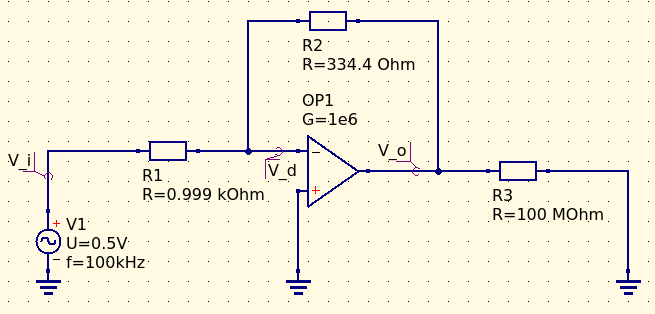 R2
R=334.4 Ohm
OP1
G=1e6
V_i
V_d
V_o
R1
R=0.999 kOhm
R3
R=100 MOhm
V1
U=0.5V
f=100kHz
+
−
−
+